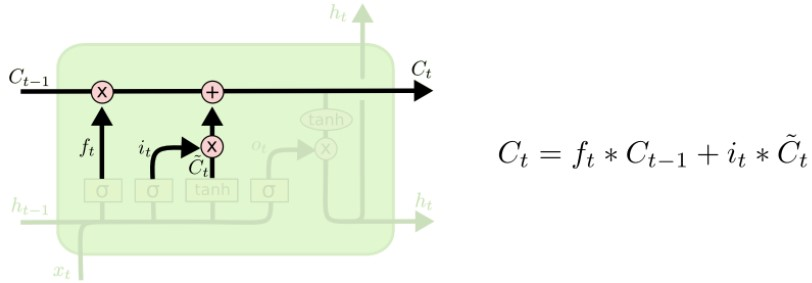 h_t
C_{t-1}
C_t
x
+
tanh
f_t
i_t
x
o_t
x
C̃_t
σ
σ
tanh
σ
h_{t-1}
h_t
x_t
C_t = f_t * C_{t-1} + i_t * C̃_t